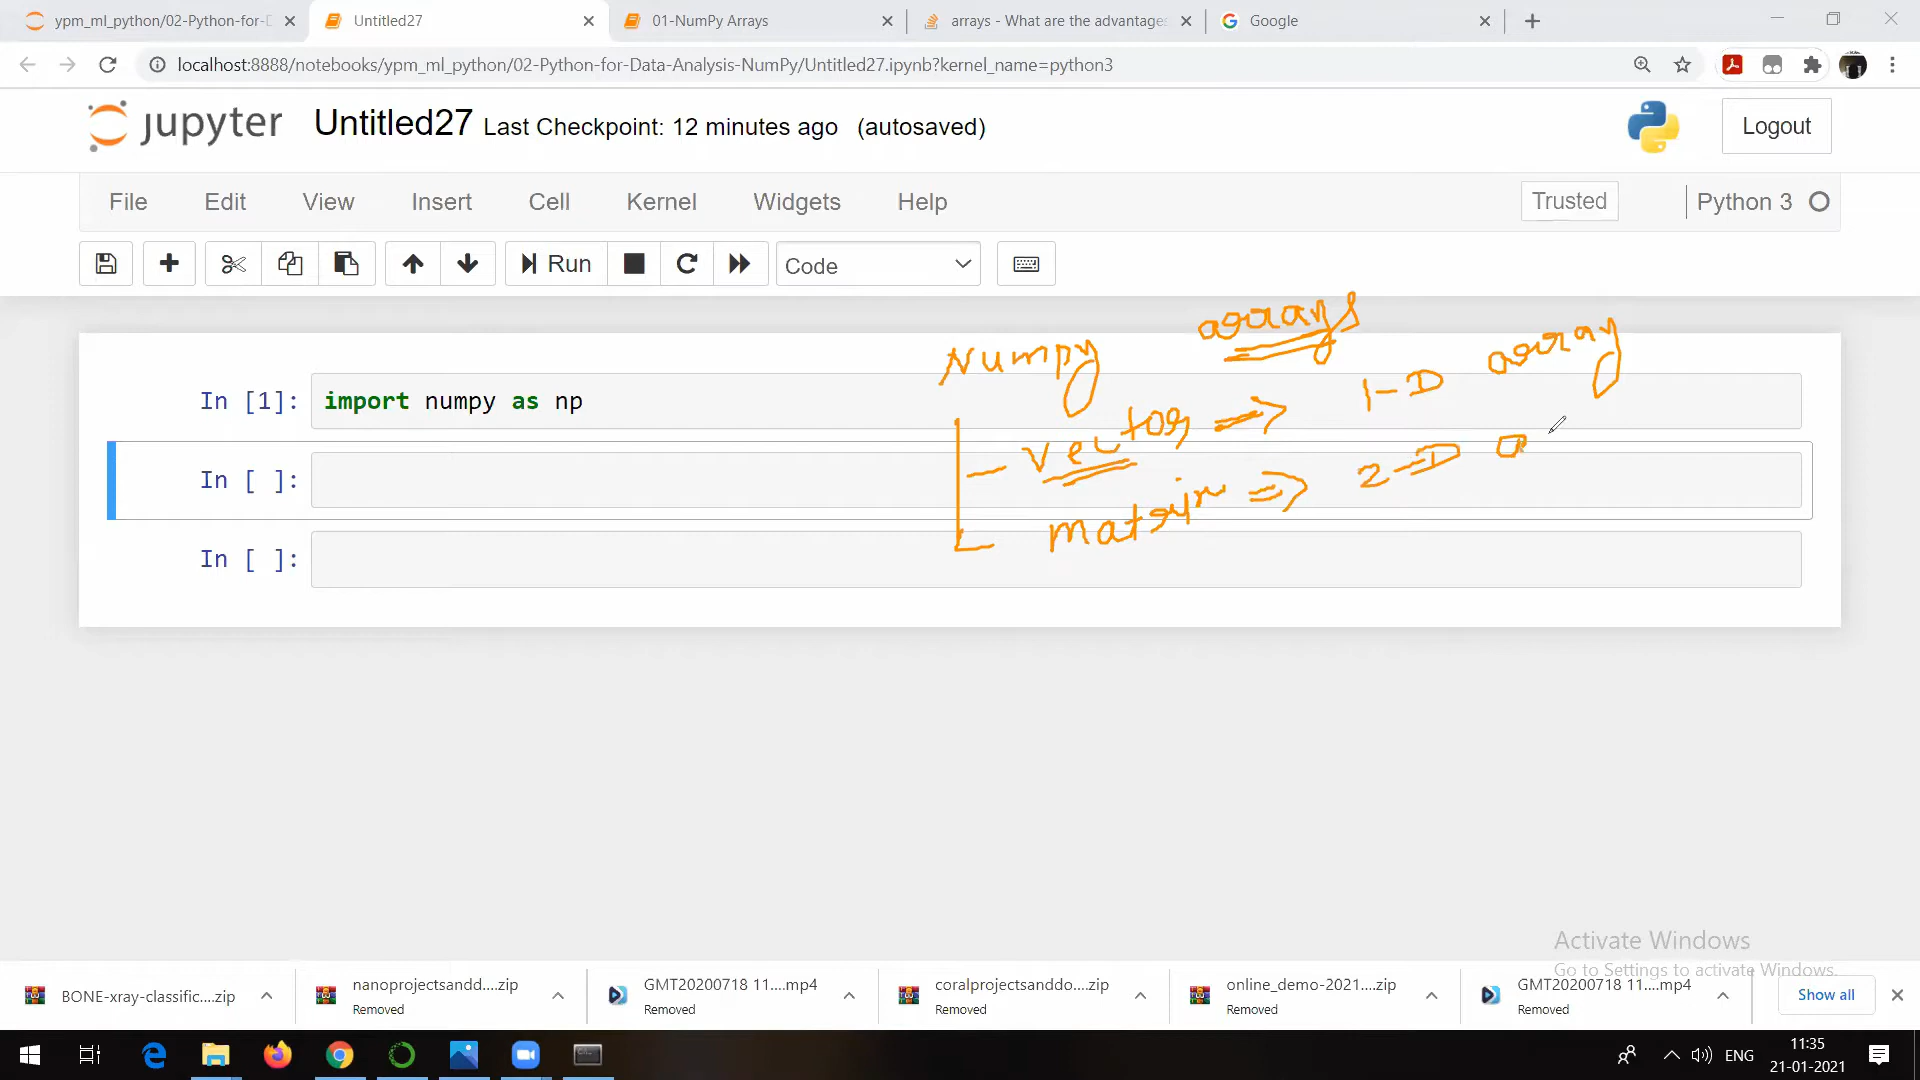 ypm_ml_python/02-Python-for-D
Untitled27
01-NumPy Arrays
arrays - What are the advantages
Google
localhost:8888/notebooks/ypm_ml_python/02-Python-for-Data-Analysis-NumPy/Untitled27.ipynb?kernel_name=python3
jupyter Untitled27 Last Checkpoint: 12 minutes ago (autosaved)
Logout
File Edit View Insert Cell Kernel Widgets Help
Trusted
Python 3
Run
Code
arrays
Numpy
1-D array
In [1]: import numpy as np
- vector => 
2-D a
In [ ]:
matrix =>
In [ ]:
Activate Windows
Go to Settings to activate Windows.
BONE-xray-classific....zip
nanoprojectsandd....zip
Removed
GMT20200718 11....mp4
Removed
coralprojectsanddo....zip
Removed
online_demo-2021....zip
Removed
GMT20200718 11....mp4
Removed
Show all
ENG
11:35
21-01-2021